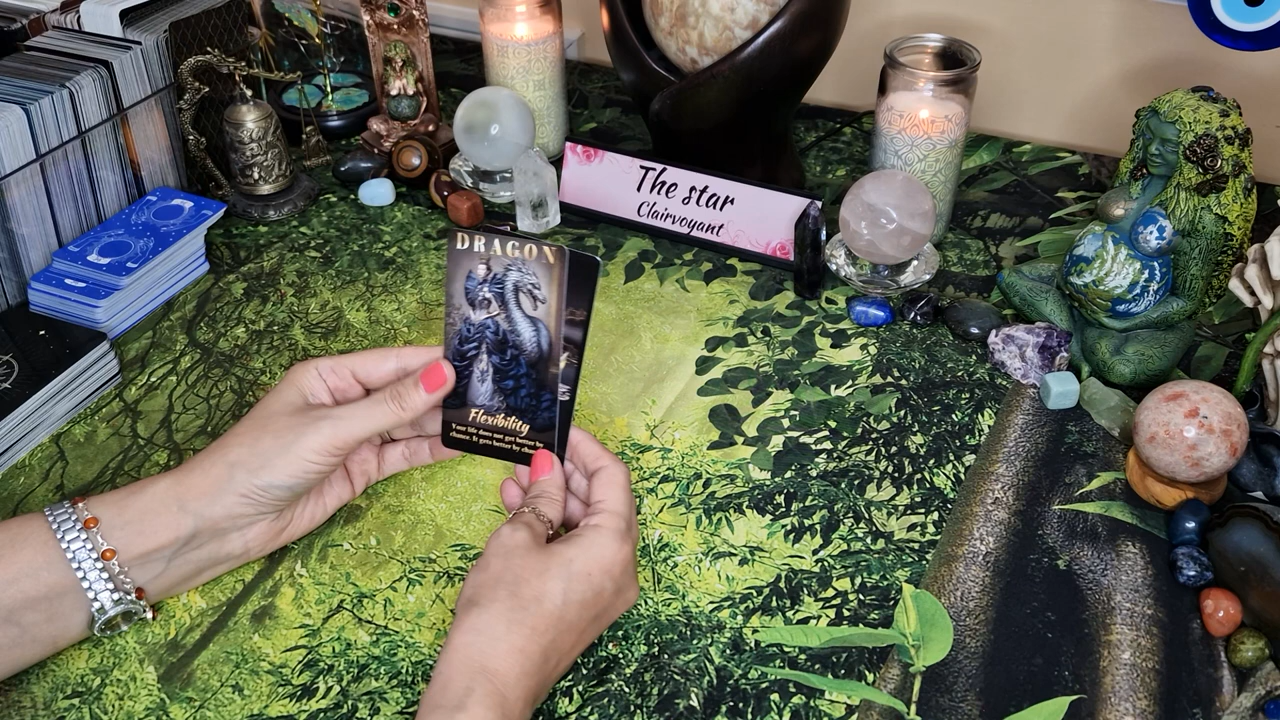 The star
Clairvoyant
DRAGON
Flexibility
Your life does not get better by
chance. It gets better by